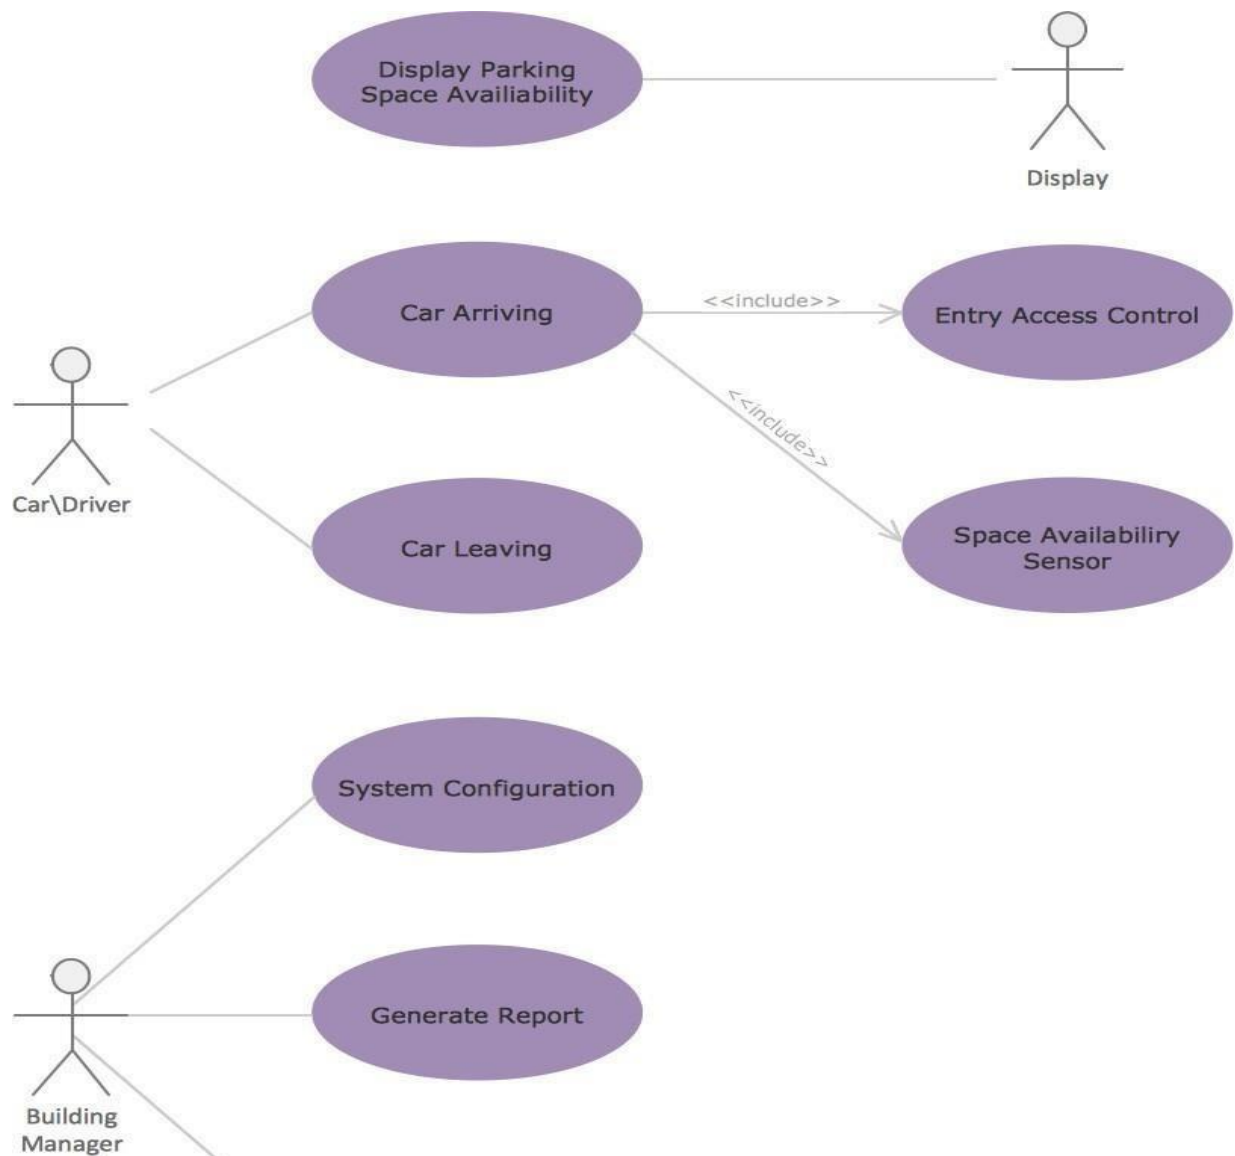 Display Parking
Space Availiability
Display
Car Arriving
<<include>>
Entry Access Control
<<include>>
Car\Driver
Car Leaving
Space Availabiliry
Sensor
System Configuration
Generate Report
Building
Manager